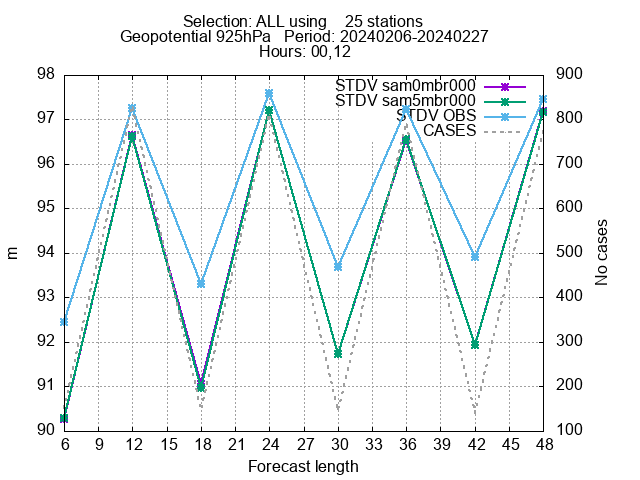 Selection: ALL using    25 stations
Geopotential 925hPa   Period: 20240206-20240227
Hours: 00,12
STDV sam0mbr000
STDV sam5mbr000
STDV OBS
CASES
98
97
96
95
94
93
92
91
90
m
900
800
700
600
500
400
300
200
100
No cases
6 9 12 15 18 21 24 27 30 33 36 39 42 45 48
Forecast length